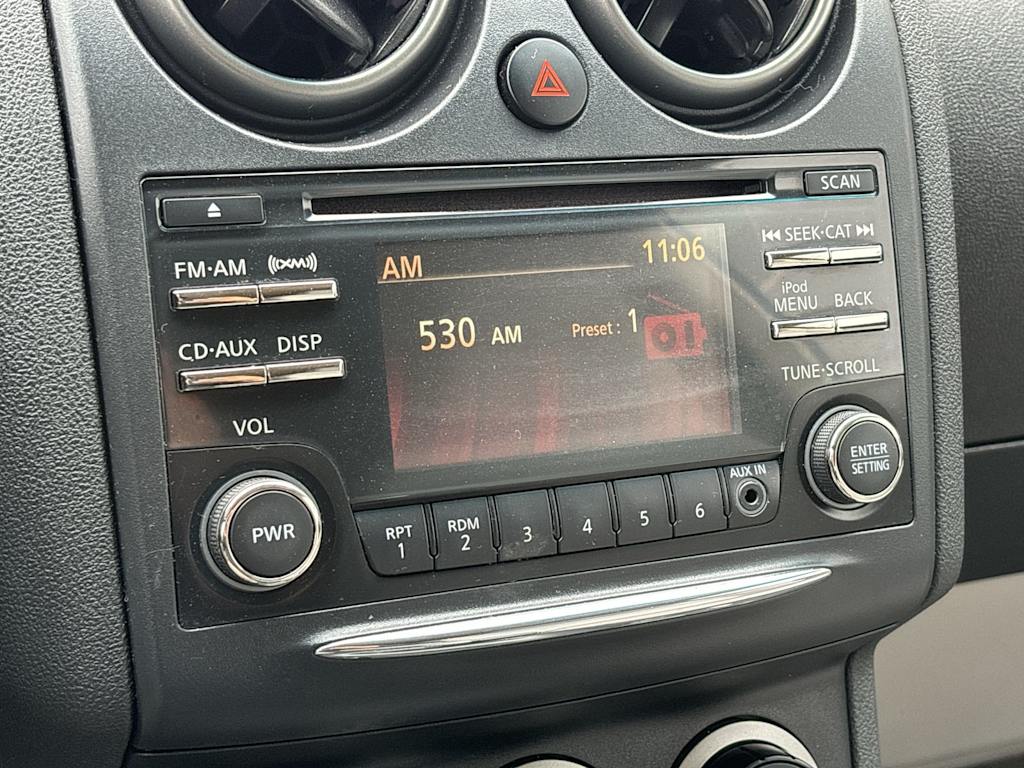 SCAN
FM·AM ((XM))
SEEK·CAT
AM 11:06
530 AM Preset : 1
iPod
MENU BACK
CD·AUX DISP
TUNE·SCROLL
VOL
PWR
RPT
1
RDM
2
3
4
5
6
AUX IN
ENTER
SETTING